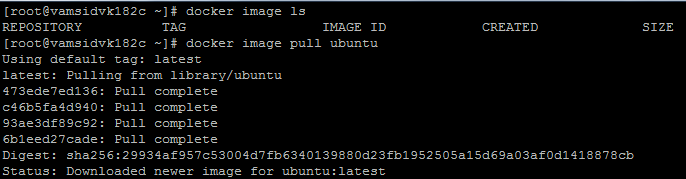 [root@vamsidvk182c ~]# docker image ls
REPOSITORY TAG IMAGE ID CREATED SIZE
[root@vamsidvk182c ~]# docker image pull ubuntu
Using default tag: latest
latest: Pulling from library/ubuntu
473ede7ed136: Pull complete
c46b5fa4d940: Pull complete
93ae3df89c92: Pull complete
6b1eed27cade: Pull complete
Digest: sha256:29934af957c53004d7fb6340139880d23fb1952505a15d69a03af0d1418878cb
Status: Downloaded newer image for ubuntu:latest